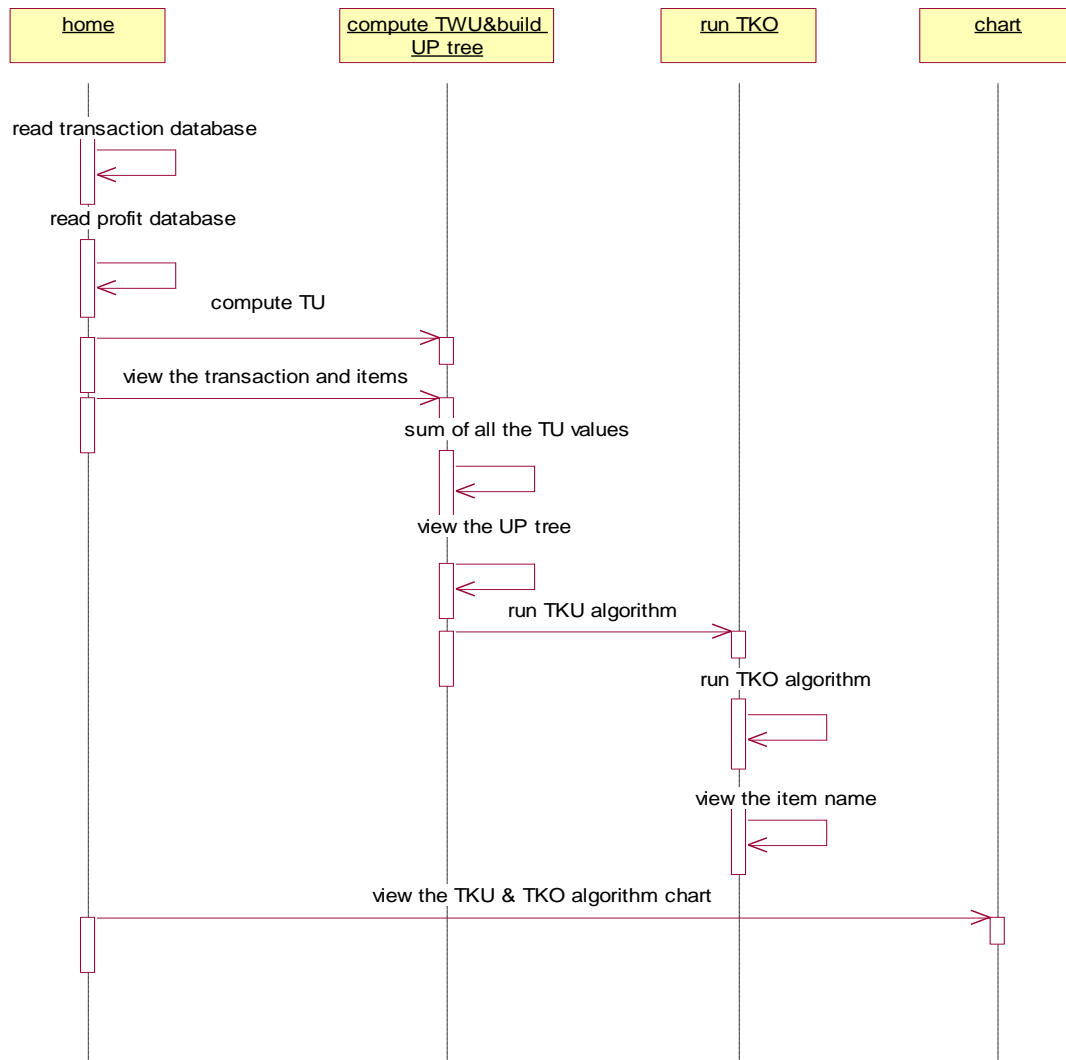 home
compute TWU&build
UP tree
run TKO
chart
read transaction database
read profit database
compute TU
view the transaction and items
sum of all the TU values
view the UP tree
run TKU algorithm
run TKO algorithm
view the item name
view the TKU & TKO algorithm chart